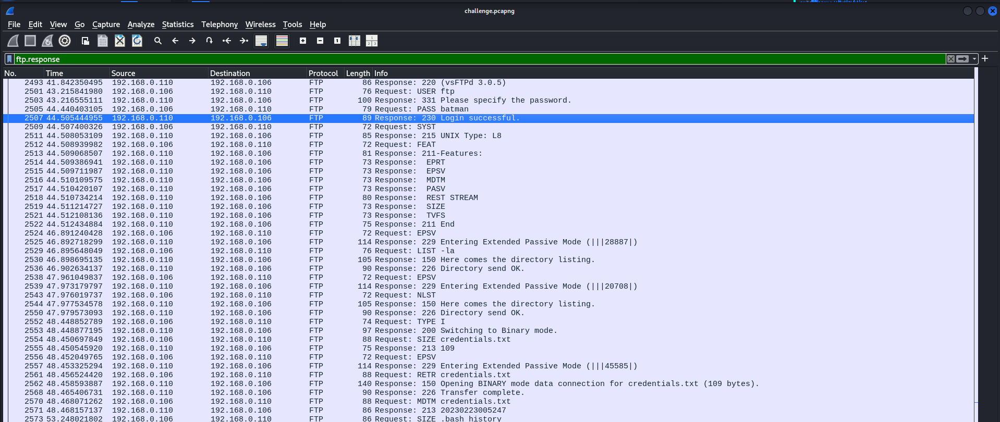 challenge.pcapng
File Edit View Go Capture Analyze Statistics Telephony Wireless Tools Help
ftp.response
No. Time Source Destination Protocol Length Info
2493 41.842350495 192.168.0.110 192.168.0.106 FTP 86 Response: 220 (vsFTPd 3.0.5)
2501 43.215841980 192.168.0.106 192.168.0.110 FTP 76 Request: USER ftp
2503 43.216555111 192.168.0.110 192.168.0.106 FTP 100 Response: 331 Please specify the password.
2505 44.440403105 192.168.0.106 192.168.0.110 FTP 79 Request: PASS batman
2507 44.505444955 192.168.0.110 192.168.0.106 FTP 89 Response: 230 Login successful.
2509 44.507400326 192.168.0.106 192.168.0.110 FTP 72 Request: SYST
2511 44.508053109 192.168.0.110 192.168.0.106 FTP 85 Response: 215 UNIX Type: L8
2512 44.508939982 192.168.0.106 192.168.0.110 FTP 72 Request: FEAT
2513 44.509068507 192.168.0.110 192.168.0.106 FTP 81 Response: 211-Features:
2514 44.509386941 192.168.0.110 192.168.0.106 FTP 73 Response:  EPRT
2515 44.509711987 192.168.0.110 192.168.0.106 FTP 73 Response:  EPSV
2516 44.510109575 192.168.0.110 192.168.0.106 FTP 73 Response:  MDTM
2517 44.510420107 192.168.0.110 192.168.0.106 FTP 73 Response:  PASV
2518 44.510734214 192.168.0.110 192.168.0.106 FTP 80 Response:  REST STREAM
2519 44.511214727 192.168.0.110 192.168.0.106 FTP 73 Response:  SIZE
2521 44.512108136 192.168.0.110 192.168.0.106 FTP 73 Response:  TVFS
2522 44.512434884 192.168.0.110 192.168.0.106 FTP 75 Response: 211 End
2524 46.891240428 192.168.0.106 192.168.0.110 FTP 72 Request: EPSV
2525 46.892718299 192.168.0.110 192.168.0.106 FTP 114 Response: 229 Entering Extended Passive Mode (|||28887|)
2529 46.895648049 192.168.0.106 192.168.0.110 FTP 76 Request: LIST -la
2530 46.898695135 192.168.0.110 192.168.0.106 FTP 105 Response: 150 Here comes the directory listing.
2536 46.902634137 192.168.0.110 192.168.0.106 FTP 90 Response: 226 Directory send OK.
2538 47.961049837 192.168.0.106 192.168.0.110 FTP 72 Request: EPSV
2539 47.973179797 192.168.0.110 192.168.0.106 FTP 114 Response: 229 Entering Extended Passive Mode (|||20708|)
2543 47.976019737 192.168.0.106 192.168.0.110 FTP 72 Request: NLST
2544 47.977534578 192.168.0.110 192.168.0.106 FTP 105 Response: 150 Here comes the directory listing.
2550 47.979573093 192.168.0.110 192.168.0.106 FTP 90 Response: 226 Directory send OK.
2552 48.448852789 192.168.0.106 192.168.0.110 FTP 74 Request: TYPE I
2553 48.448877195 192.168.0.110 192.168.0.106 FTP 97 Response: 200 Switching to Binary mode.
2554 48.450697849 192.168.0.106 192.168.0.110 FTP 88 Request: SIZE credentials.txt
2555 48.450545920 192.168.0.110 192.168.0.106 FTP 75 Response: 213 109
2556 48.452049765 192.168.0.106 192.168.0.110 FTP 72 Request: EPSV
2557 48.453325294 192.168.0.110 192.168.0.106 FTP 114 Response: 229 Entering Extended Passive Mode (|||45585|)
2561 48.456524420 192.168.0.106 192.168.0.110 FTP 88 Request: RETR credentials.txt
2562 48.458593887 192.168.0.110 192.168.0.106 FTP 140 Response: 150 Opening BINARY mode data connection for credentials.txt (109 bytes).
2568 48.465406731 192.168.0.110 192.168.0.106 FTP 90 Response: 226 Transfer complete.
2570 48.468071262 192.168.0.106 192.168.0.110 FTP 88 Request: MDTM credentials.txt
2571 48.468157137 192.168.0.110 192.168.0.106 FTP 86 Response: 213 20230223005247
2573 53.248021802 192.168.0.106 192.168.0.110 FTP 86 Request: SIZE .bash_history